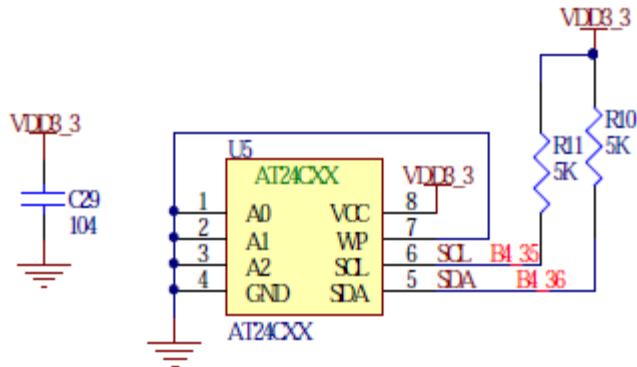 VDD3_3
VDD3_3
C29
104
U5
AT24CXX
VDD3_3
R11
5K
R10
5K
1 A0 VCC 8
2 A1 WP 7
3 A2 SCL 6 SCL B4_35
4 GND SDA 5 SDA B4_36
AT24CXX